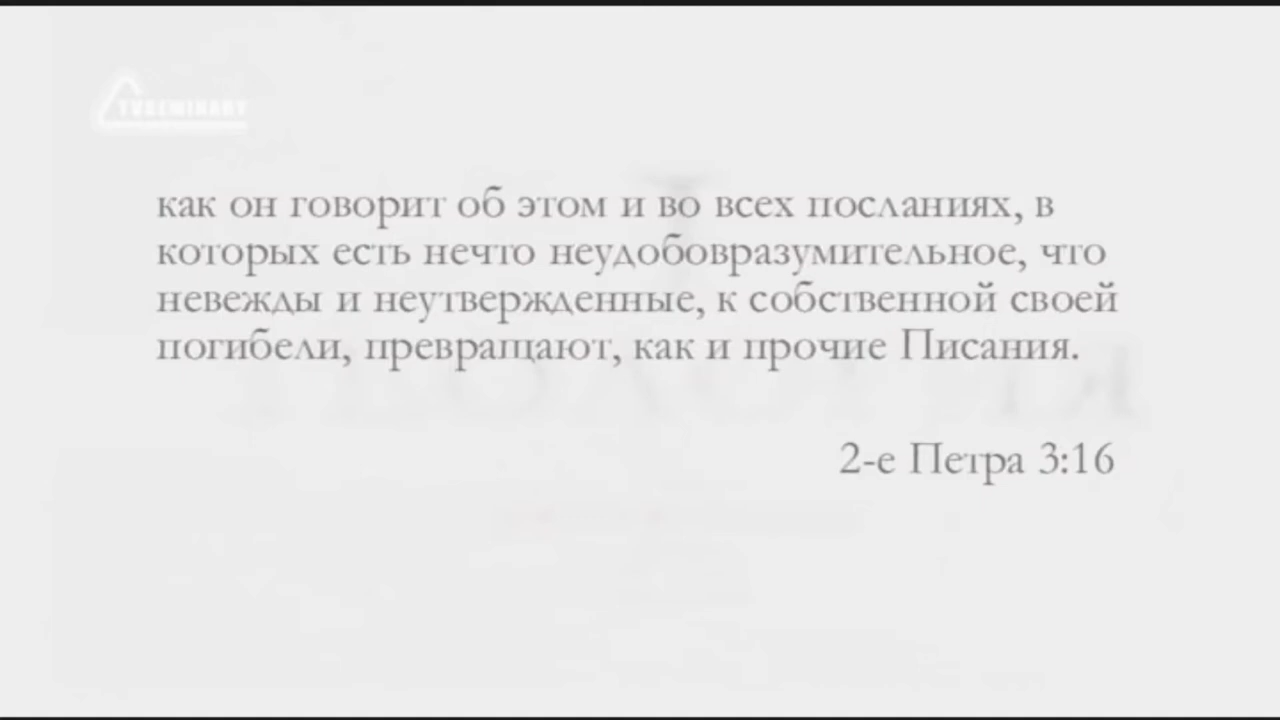 TVSEMINARY
как он говорит об этом и во всех посланиях, в
которых есть нечто неудобовразумительное, что
невежды и неутвержденные, к собственной своей
погибели, превращают, как и прочие Писания.
2-е Петра 3:16